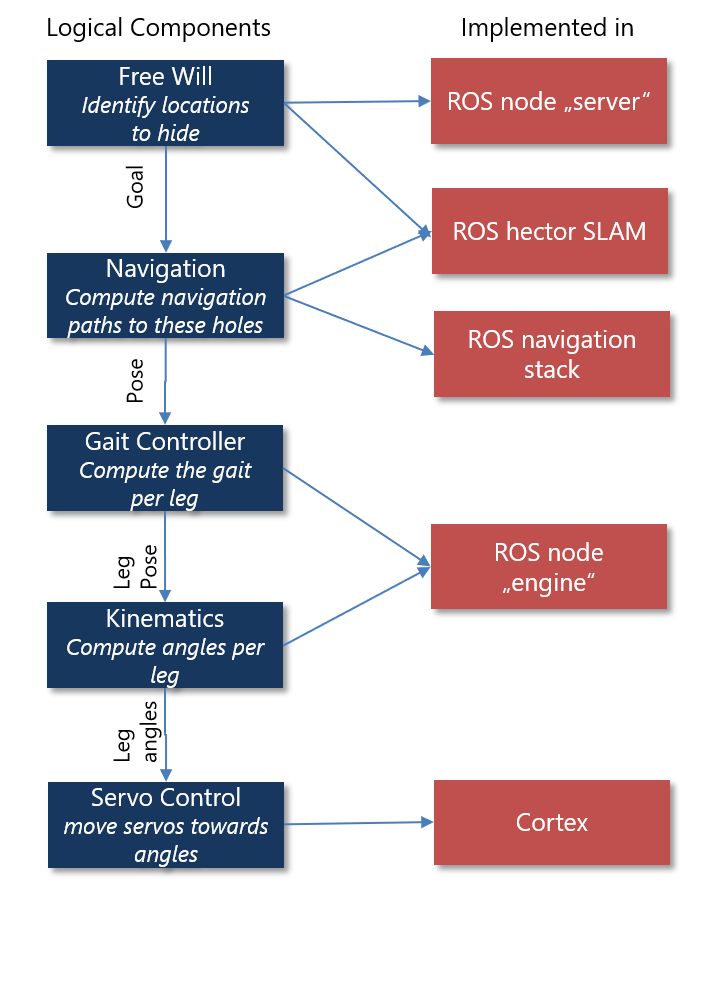 Logical Components
Implemented in
Free Will
Identify locations
to hide
ROS node „server“
Goal
ROS hector SLAM
Navigation
Compute navigation
paths to these holes
ROS navigation
stack
Pose
Gait Controller
Compute the gait
per leg
Leg
Pose
ROS node
„engine“
Kinematics
Compute angles per
leg
Leg
angles
Servo Control
move servos towards
angles
Cortex